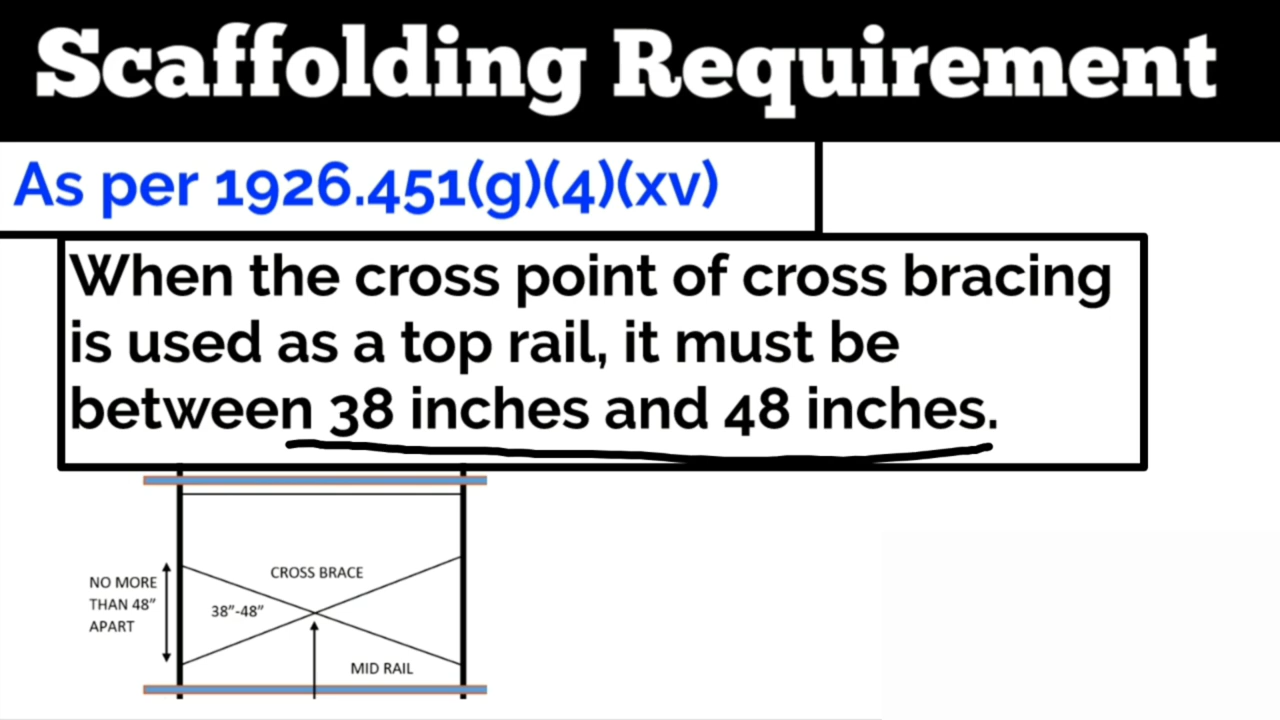 Scaffolding Requirement
As per 1926.451(g)(4)(xv)
When the cross point of cross bracing
is used as a top rail, it must be
between 38 inches and 48 inches.
CROSS BRACE
NO MORE
THAN 48”
APART
38”-48”
MID RAIL